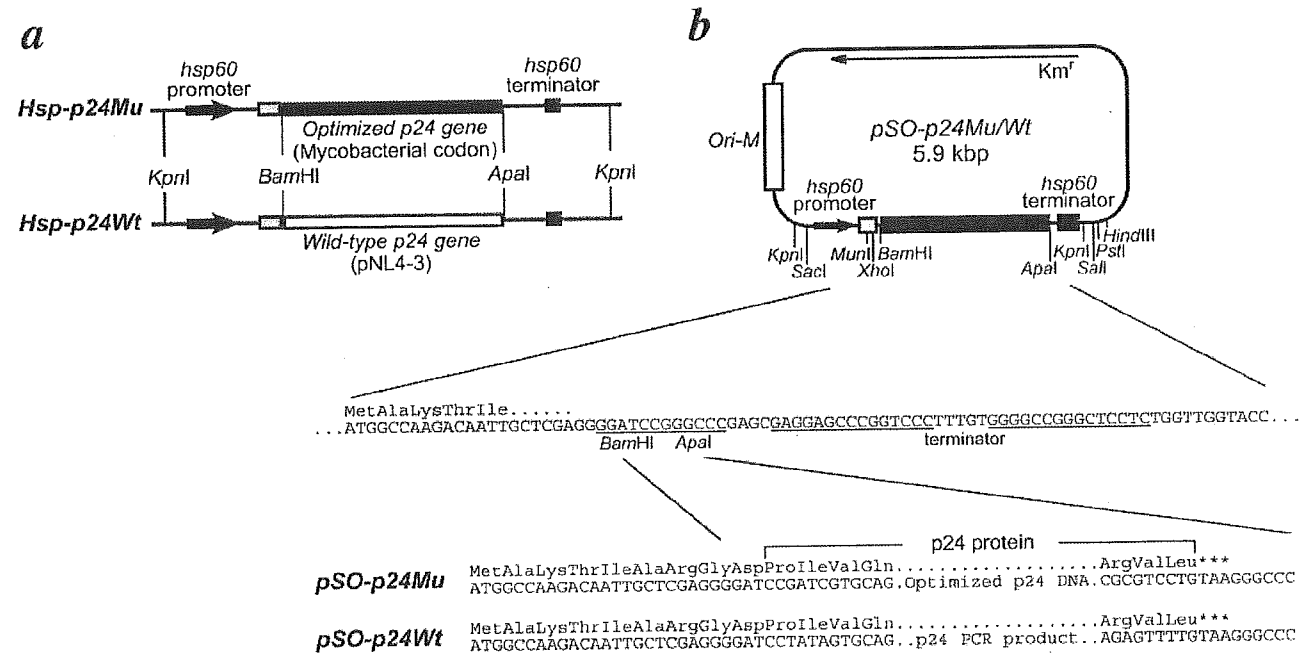 a
hsp60
promoter
hsp60
terminator
Hsp-p24Mu
Optimized p24 gene
(Mycobacterial codon)
KpnI
BamHI
ApaI
KpnI
Hsp-p24Wt
Wild-type p24 gene
(pNL4-3)
b
Kmr
Ori-M
pSO-p24Mu/Wt
5.9 kbp
hsp60
promoter
hsp60
terminator
KpnI
SacI
MunI
XhoI
BamHI
ApaI
KpnI
SalI
PstI
HindIII
MetAlaLysThrIle......
...ATGGCCAAGACAATTGCTCGAGGGGATCCGGGCCCGAGCGAGGAGCCCGGTCCCTTTGTGGGGCCGGGCTCCTCTGGTTGGTACC...
BamHI ApaI
terminator
p24 protein
pSO-p24Mu
MetAlaLysThrIleAlaArgGlyAspProIleValGln...................ArgValLeu***
ATGGCCAAGACAATTGCTCGAGGGGATCCGATCGTGCAG.Optimized p24 DNA.CGCGTCCTGTAAGGGCCC
pSO-p24Wt
MetAlaLysThrIleAlaArgGlyAspProIleValGln...................ArgValLeu***
ATGGCCAAGACAATTGCTCGAGGGGATCCTATAGTGCAG..p24 PCR product..AGAGTTTTGTAAGGGCCC